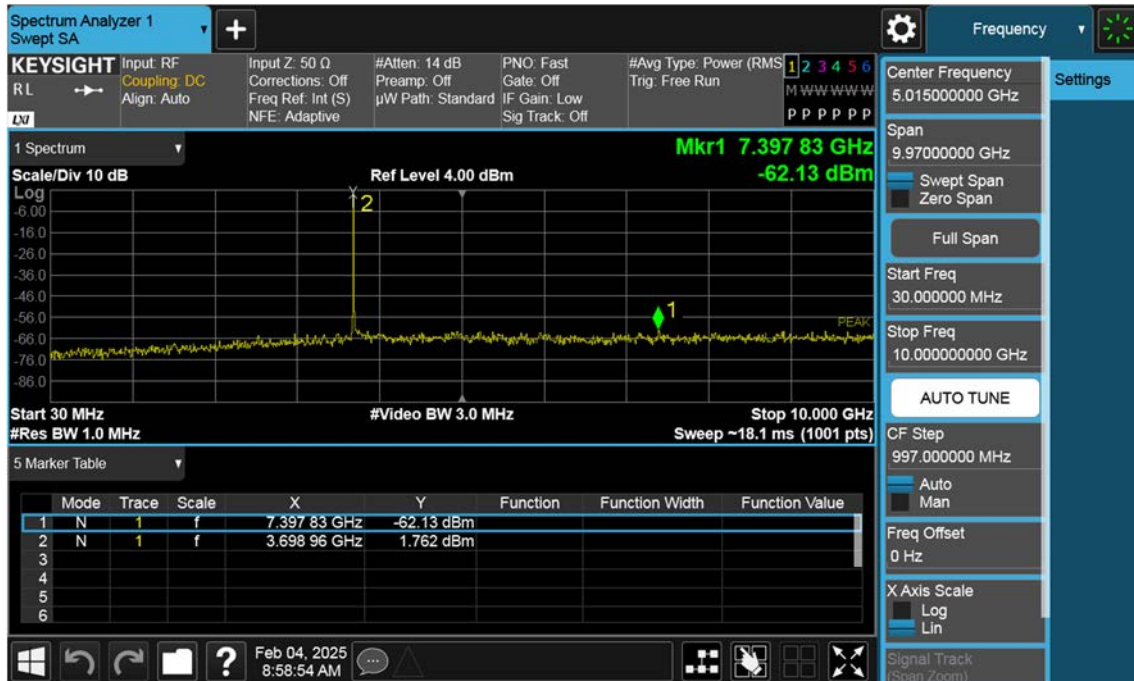 Spectrum Analyzer 1
Swept SA
Frequency
KEYSIGHT
RL
LXI
Input: RF
Coupling: DC
Align: Auto
Input Z: 50 Ω
Corrections: Off
Freq Ref: Int (S)
NFE: Adaptive
#Atten: 14 dB
Preamp: Off
µW Path: Standard
PNO: Fast
Gate: Off
IF Gain: Low
Sig Track: Off
#Avg Type: Power (RMS
Trig: Free Run
1 2 3 4 5 6
M W W W W W
P P P P P P
1 Spectrum
Scale/Div 10 dB
Ref Level 4.00 dBm
Mkr1 7.397 83 GHz
-62.13 dBm
Log
-6.00
-16.0
-26.0
-36.0
-46.0
-56.0
-66.0
-76.0
-86.0
2
1
PEAK
Start 30 MHz
#Video BW 3.0 MHz
Stop 10.000 GHz
#Res BW 1.0 MHz
Sweep ~18.1 ms (1001 pts)
5 Marker Table
Mode Trace Scale X Y Function Function Width Function Value
1 N 1 f 7.397 83 GHz -62.13 dBm
2 N 1 f 3.698 96 GHz 1.762 dBm
3
4
5
6
Feb 04, 2025
8:58:54 AM
Center Frequency
5.015000000 GHz
Span
9.97000000 GHz
Swept Span
Zero Span
Full Span
Start Freq
30.000000 MHz
Stop Freq
10.000000000 GHz
AUTO TUNE
CF Step
997.000000 MHz
Auto
Man
Freq Offset
0 Hz
X Axis Scale
Log
Lin
Signal Track
(Span Zoom)
Settings